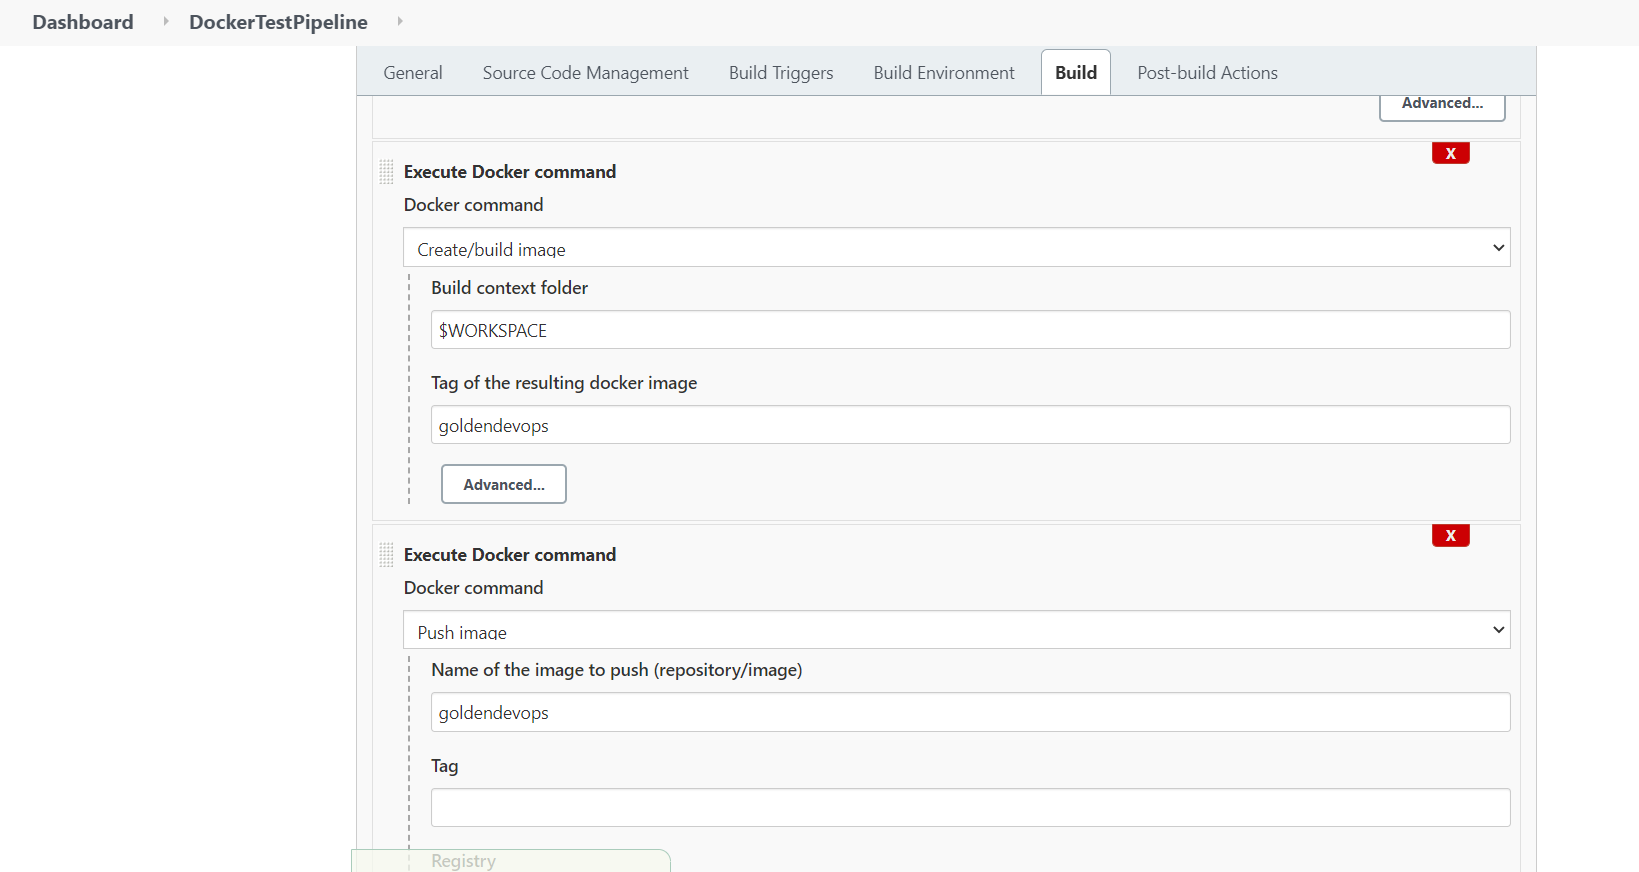 Dashboard
DockerTestPipeline
General
Source Code Management
Build Triggers
Build Environment
Build
Post-build Actions
Advanced...
X
Execute Docker command
Docker command
Create/build image
Build context folder
$WORKSPACE
Tag of the resulting docker image
goldendevops
Advanced...
X
Execute Docker command
Docker command
Push image
Name of the image to push (repository/image)
goldendevops
Tag
Registry